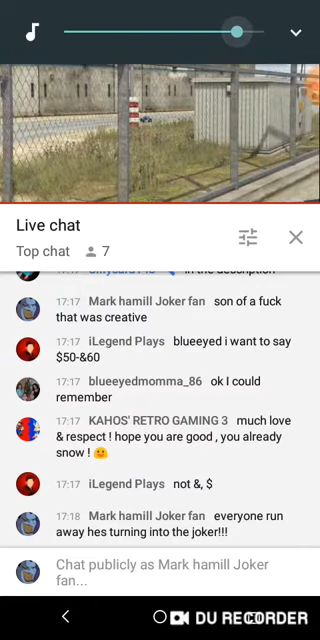 Live chat
Top chat 7
in the description
17:17 Mark hamill Joker fan son of a fuck
that was creative
17:17 iLegend Plays blueeyed i want to say
$50-&60
17:17 blueeyedmomma_86 ok I could
remember
17:17 KAHOS' RETRO GAMING 3 much love
& respect ! hope you are good , you already
snow !
17:17 iLegend Plays not &, $
17:18 Mark hamill Joker fan everyone run
away hes turning into the joker!!!
Chat publicly as Mark hamill Joker
fan...
DU RECORDER